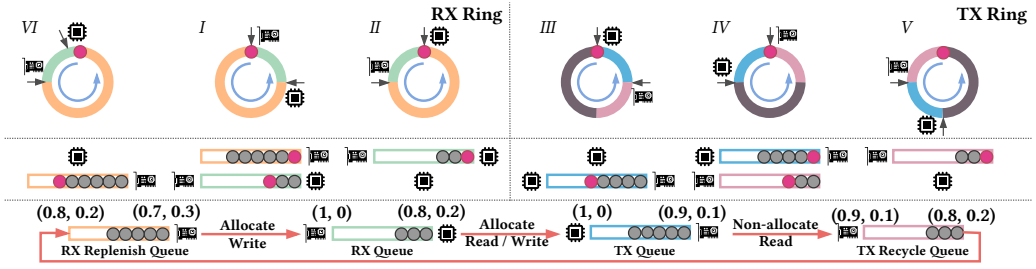 RX Ring
TX Ring
VI
I
II
III
IV
V
(0.8, 0.2)
(0.7, 0.3)
Allocate
Write
(1, 0)
(0.8, 0.2)
Allocate
Read / Write
(1, 0)
(0.9, 0.1)
Non-allocate
Read
(0.9, 0.1)
(0.8, 0.2)
RX Replenish Queue
RX Queue
TX Queue
TX Recycle Queue